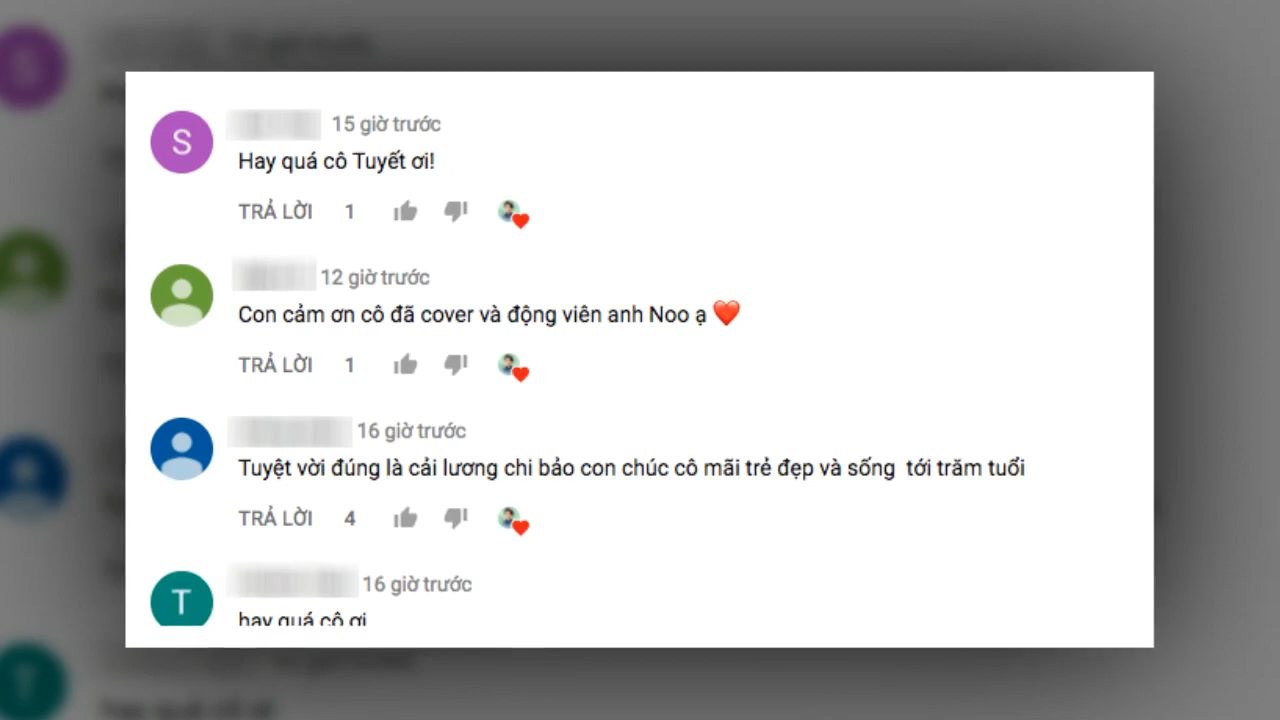 S
15 giờ trước
Hay quá cô Tuyết ơi!
TRẢ LỜI 1
12 giờ trước
Con cảm ơn cô đã cover và động viên anh Noo ạ ❤️
TRẢ LỜI 1
16 giờ trước
Tuyệt vời đúng là cải lương chi bảo con chúc cô mãi trẻ đẹp và sống tới trăm tuổi
TRẢ LỜI 4
T
16 giờ trước
hay quá cô ơi